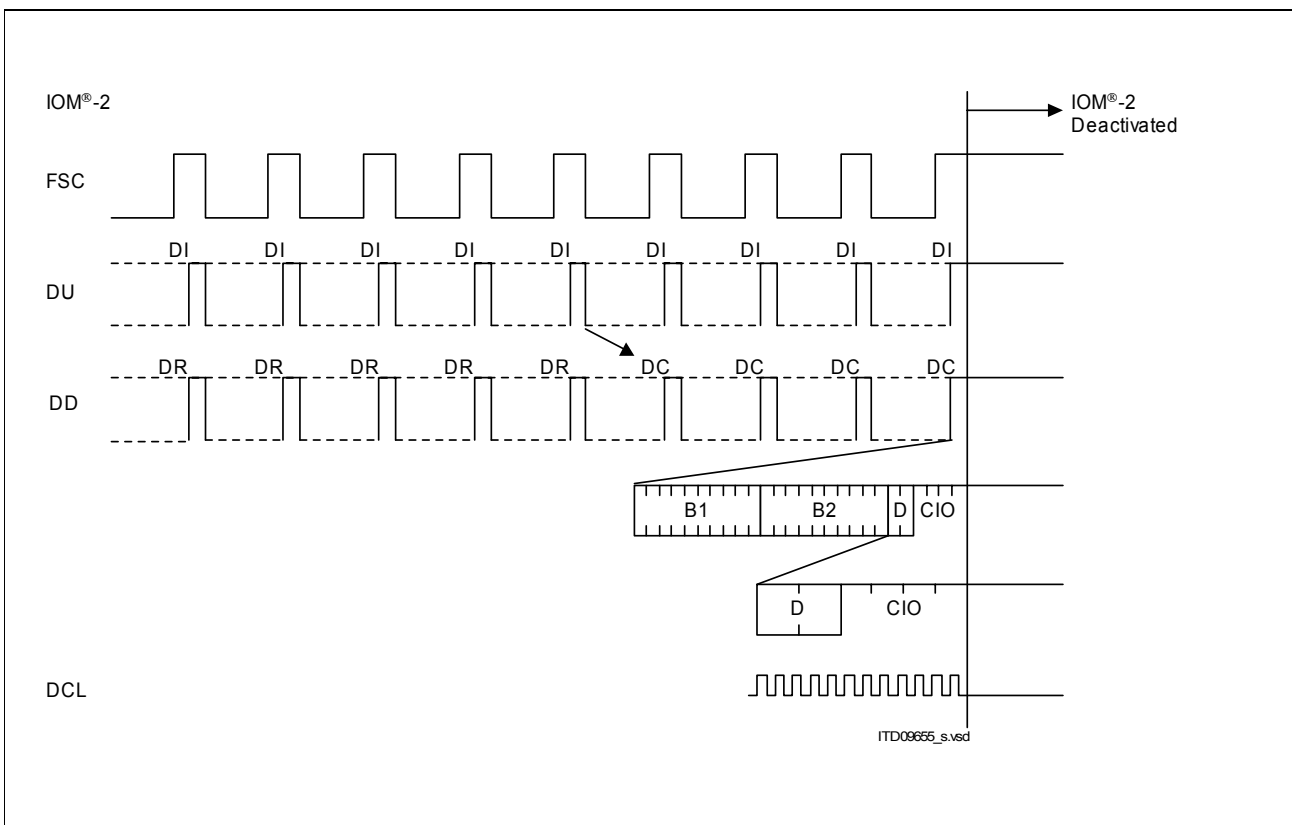 IOM®-2
IOM®-2
Deactivated
FSC
DI DI DI DI DI DI DI DI DI
DU
DR DR DR DR DR DC DC DC DC
DD
B1 B2 D CIO
D CIO
DCL
ITD09655_s.vsd